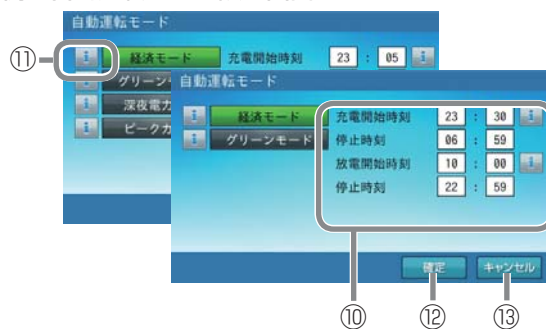 自動運転モード
⑪
i 経済モード 充電開始時刻 23 : 05 i
i グリーン
i 深夜電力
i ピークカ
自動運転モード
i 経済モード 充電開始時刻 23 : 30 i
i グリーンモード 停止時刻 06 : 59
放電開始時刻 10 : 00 i
停止時刻 22 : 59
確定 キャンセル
⑩ ⑫ ⑬